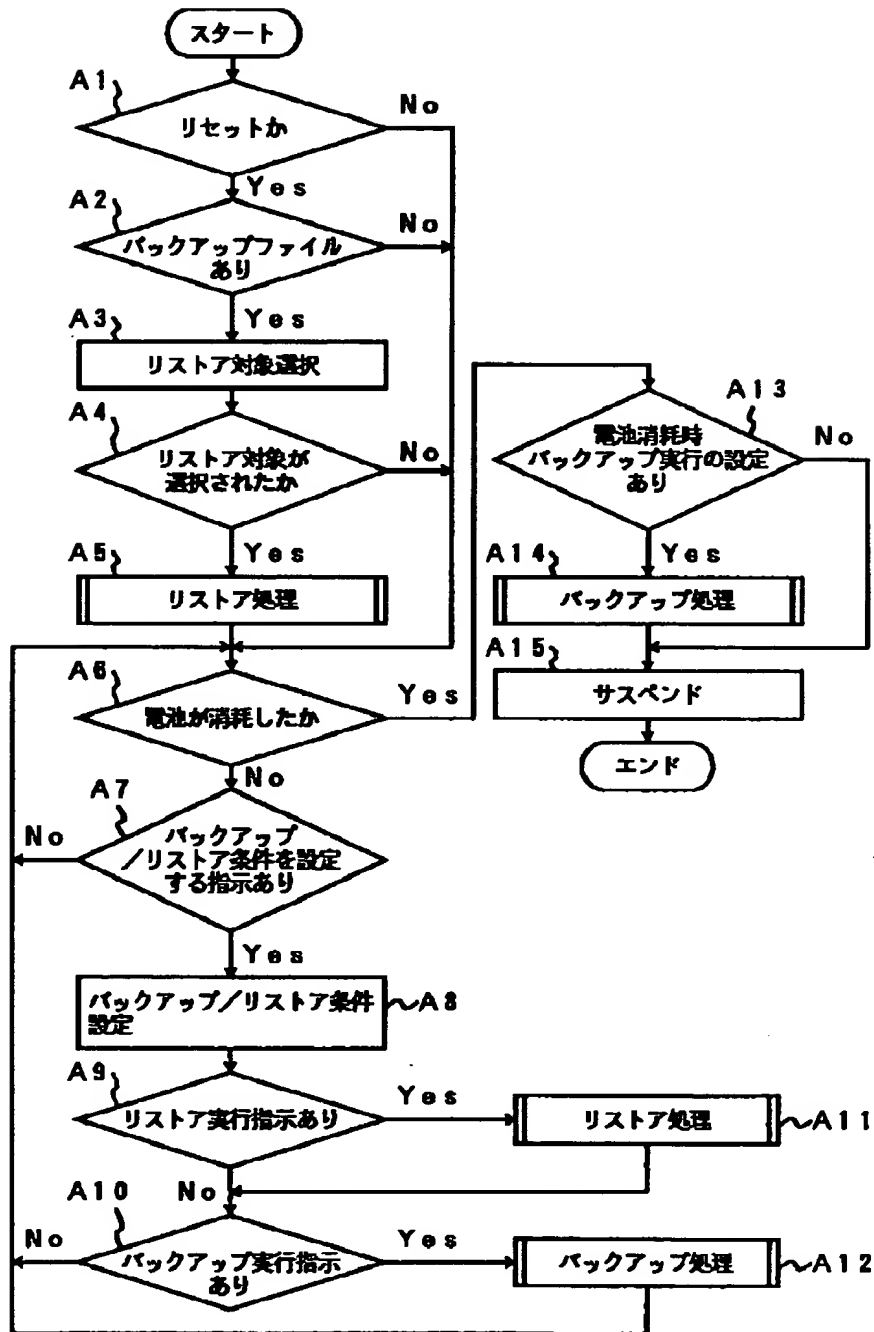 スタート
A1
リセットか
No
Yes
A2
バックアップファイル
あり
No
Yes
A3
リストア対象選択
A4
リストア対象が
選択されたか
No
Yes
A5
リストア処理
A6
電池が消耗したか
Yes
No
A7
バックアップ
/リストア条件を設定
する指示あり
No
Yes
バックアップ/リストア条件
設定
A8
A9
リストア実行指示あり
Yes
No
リストア処理
A11
A10
バックアップ実行指示
あり
No
Yes
バックアップ処理
A12
A13
電池消耗時
バックアップ実行の設定
あり
No
Yes
A14
バックアップ処理
A15
サスペンド
エンド